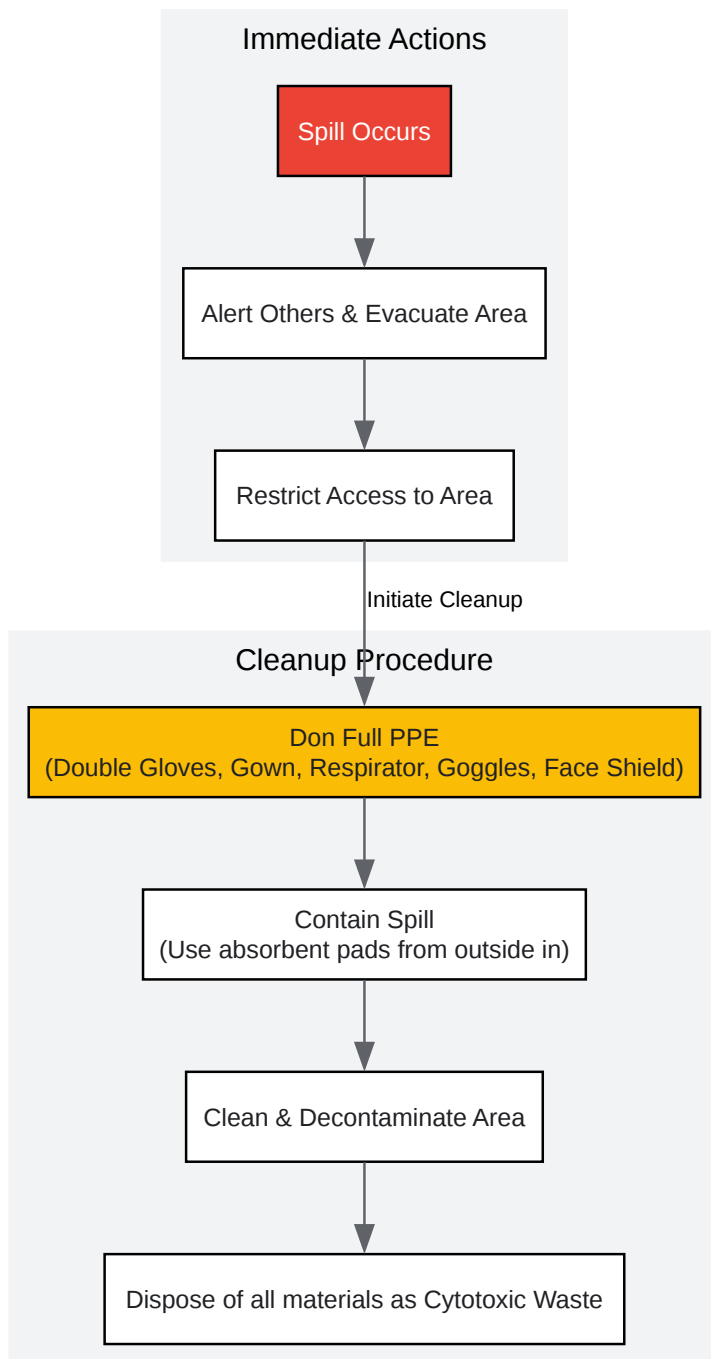 Immediate Actions
Spill Occurs
Alert Others & Evacuate Area
Restrict Access to Area
Initiate Cleanup
Cleanup Procedure
Don Full PPE
(Double Gloves, Gown, Respirator, Goggles, Face Shield)
Contain Spill
(Use absorbent pads from outside in)
Clean & Decontaminate Area
Dispose of all materials as Cytotoxic Waste